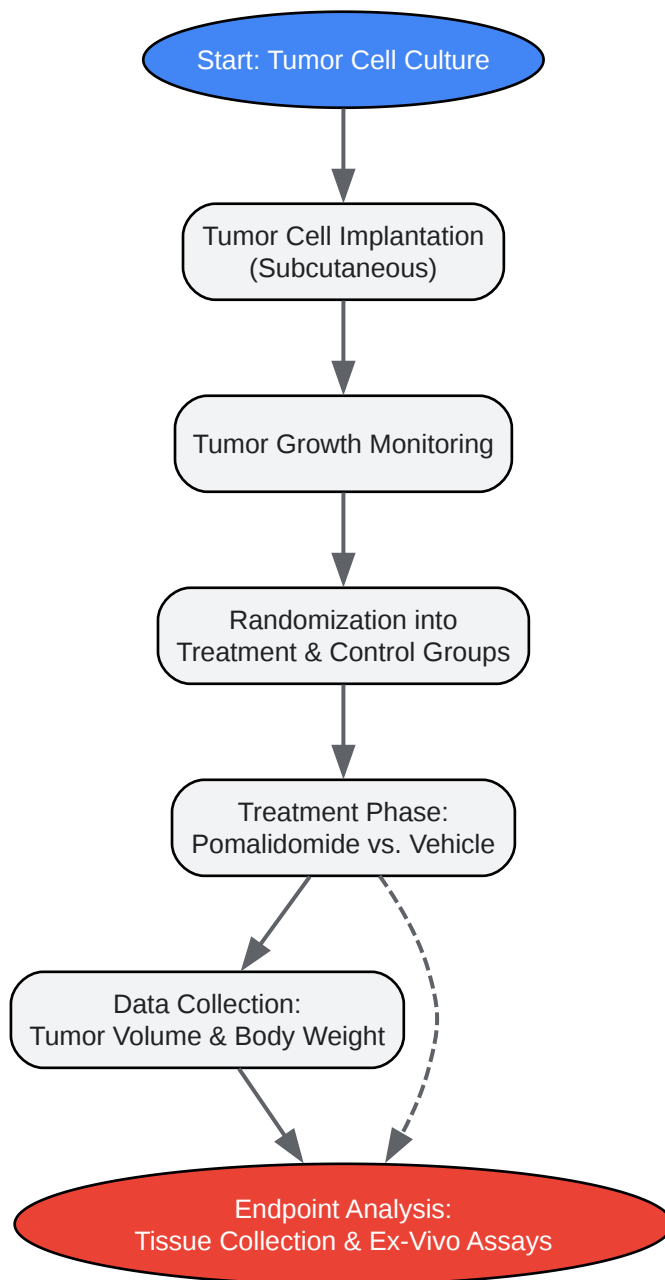 Start: Tumor Cell Culture
Tumor Cell Implantation
(Subcutaneous)
Tumor Growth Monitoring
Randomization into
Treatment & Control Groups
Treatment Phase:
Pomalidomide vs. Vehicle
Data Collection:
Tumor Volume & Body Weight
Endpoint Analysis:
Tissue Collection & Ex-Vivo Assays